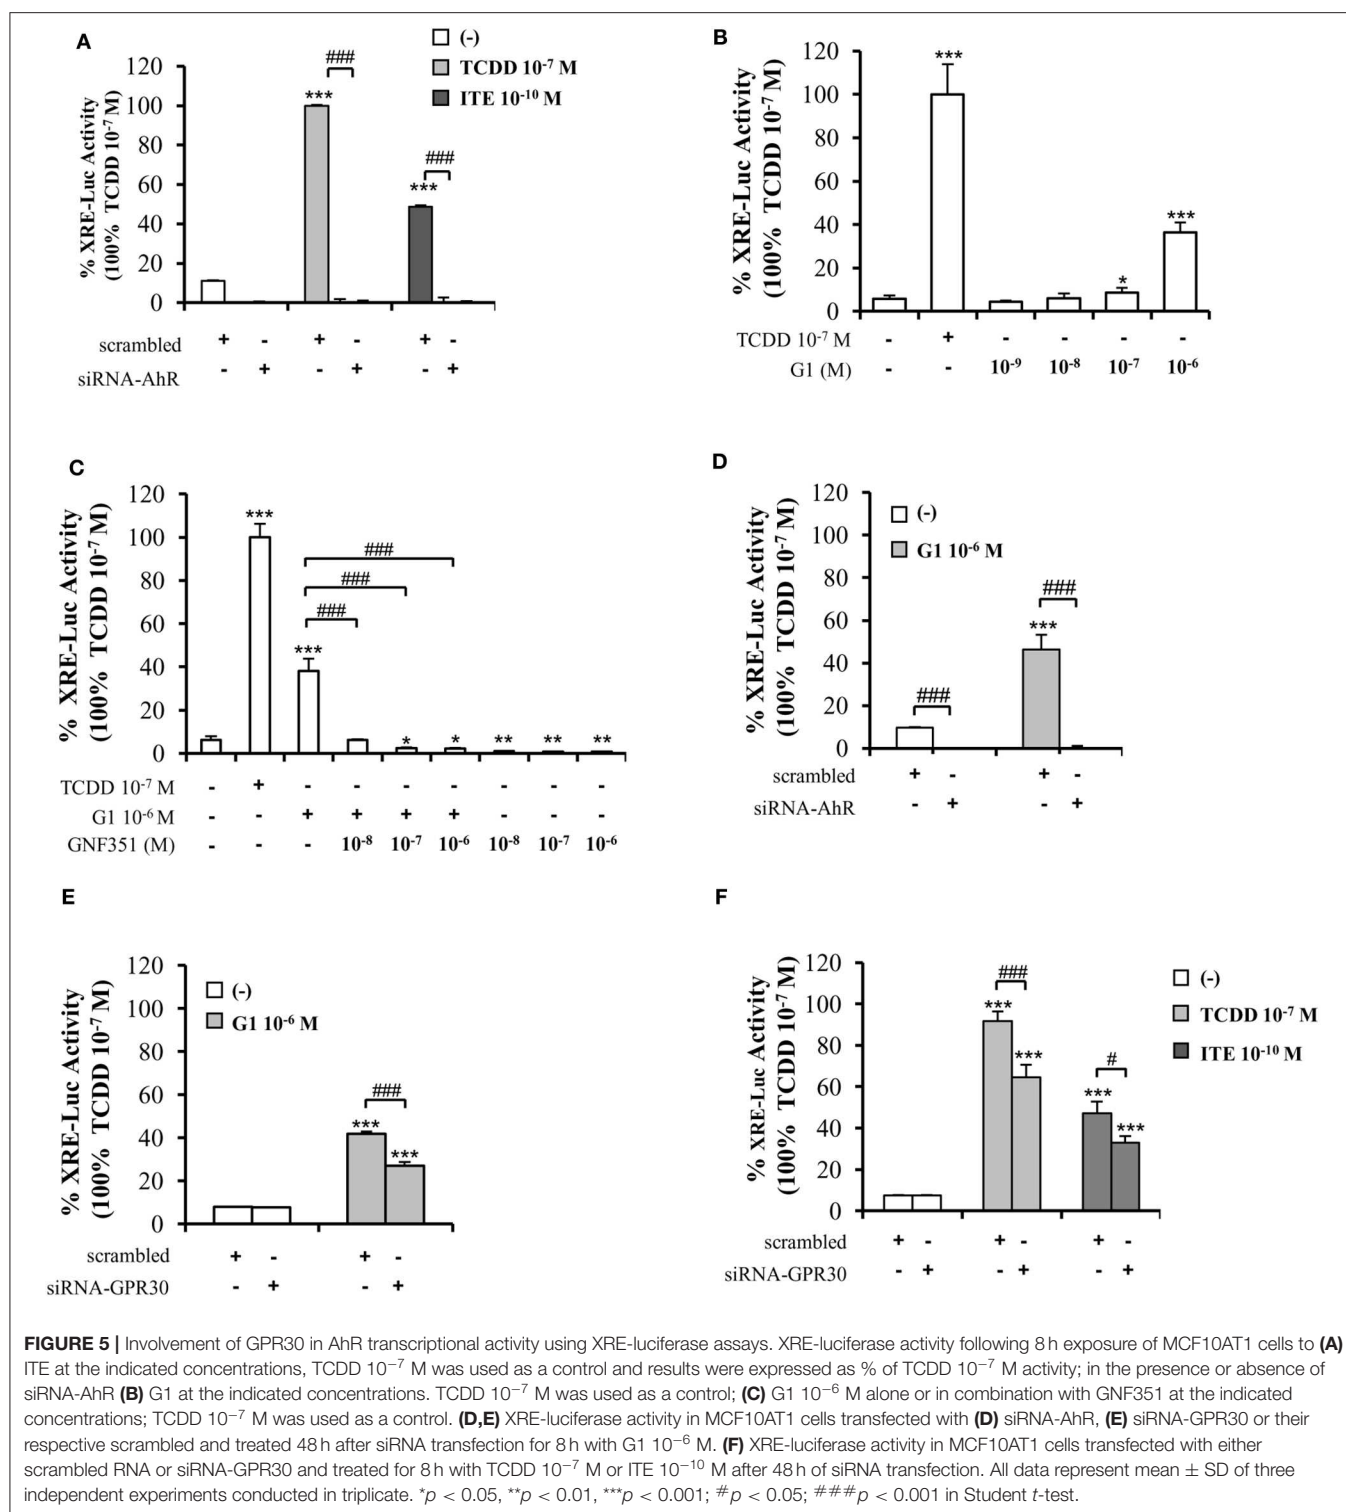 A
(-)
TCDD 10⁻⁷ M
ITE 10⁻¹⁰ M
% XRE-Luc Activity
(100% TCDD 10⁻⁷ M)
120
100
80
60
40
20
0
***
###
***
###
scrambled + - + - + -
siRNA-AhR - + - + - +
B
% XRE-Luc Activity
(100% TCDD 10⁻⁷ M)
120
100
80
60
40
20
0
***
*
***
TCDD 10⁻⁷ M - + - - - -
G1 (M) - - 10⁻⁹ 10⁻⁸ 10⁻⁷ 10⁻⁶
C
% XRE-Luc Activity
(100% TCDD 10⁻⁷ M)
120
100
80
60
40
20
0
***
###
###
###
***
* * ** ** **
TCDD 10⁻⁷ M - + - - - - - - -
G1 10⁻⁶ M - - + + + + - - -
GNF351 (M) - - - 10⁻⁸ 10⁻⁷ 10⁻⁶ 10⁻⁸ 10⁻⁷ 10⁻⁶
D
(-)
G1 10⁻⁶ M
% XRE-Luc Activity
(100% TCDD 10⁻⁷ M)
120
100
80
60
40
20
0
###
###
***
scrambled + - + -
siRNA-AhR - + - +
E
(-)
G1 10⁻⁶ M
% XRE-Luc Activity
(100% TCDD 10⁻⁷ M)
120
100
80
60
40
20
0
###
***
***
scrambled + - + -
siRNA-GPR30 - + - +
F
(-)
TCDD 10⁻⁷ M
ITE 10⁻¹⁰ M
% XRE-Luc Activity
(100% TCDD 10⁻⁷ M)
120
100
80
60
40
20
0
###
***
***
#
***
***
scrambled + - + - + -
siRNA-GPR30 - + - + - +
FIGURE 5 | Involvement of GPR30 in AhR transcriptional activity using XRE-luciferase assays. XRE-luciferase activity following 8 h exposure of MCF10AT1 cells to (A)
ITE at the indicated concentrations, TCDD 10⁻⁷ M was used as a control and results were expressed as % of TCDD 10⁻⁷ M activity; in the presence or absence of
siRNA-AhR (B) G1 at the indicated concentrations. TCDD 10⁻⁷ M was used as a control; (C) G1 10⁻⁶ M alone or in combination with GNF351 at the indicated
concentrations; TCDD 10⁻⁷ M was used as a control. (D,E) XRE-luciferase activity in MCF10AT1 cells transfected with (D) siRNA-AhR, (E) siRNA-GPR30 or their
respective scrambled and treated 48 h after siRNA transfection for 8 h with G1 10⁻⁶ M. (F) XRE-luciferase activity in MCF10AT1 cells transfected with either
scrambled RNA or siRNA-GPR30 and treated for 8 h with TCDD 10⁻⁷ M or ITE 10⁻¹⁰ M after 48 h of siRNA transfection. All data represent mean ± SD of three
independent experiments conducted in triplicate. *p < 0.05, **p < 0.01, ***p < 0.001; #p < 0.05; ###p < 0.001 in Student t-test.